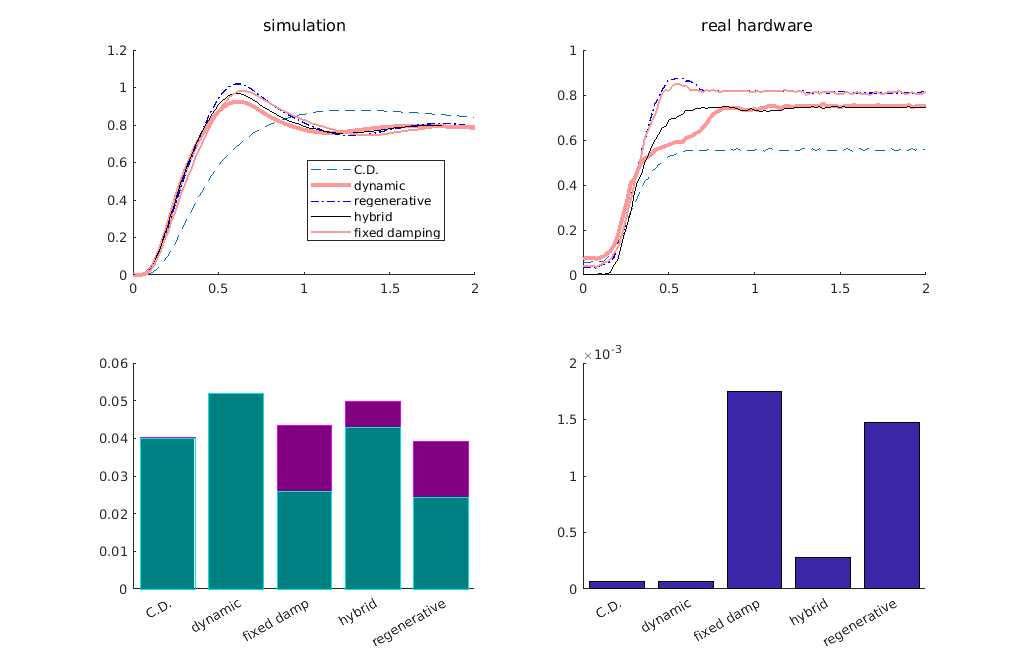 simulation
1.2
1
0.8
0.6
0.4
0.2
0
0 0.5 1 1.5 2
C.D.
dynamic
regenerative
hybrid
fixed damping
real hardware
1
0.8
0.6
0.4
0.2
0
0 0.5 1 1.5 2
0.06
0.05
0.04
0.03
0.02
0.01
0
C.D. dynamic fixed damp hybrid regenerative
×10⁻³
2
1.5
1
0.5
0
C.D. dynamic fixed damp hybrid regenerative